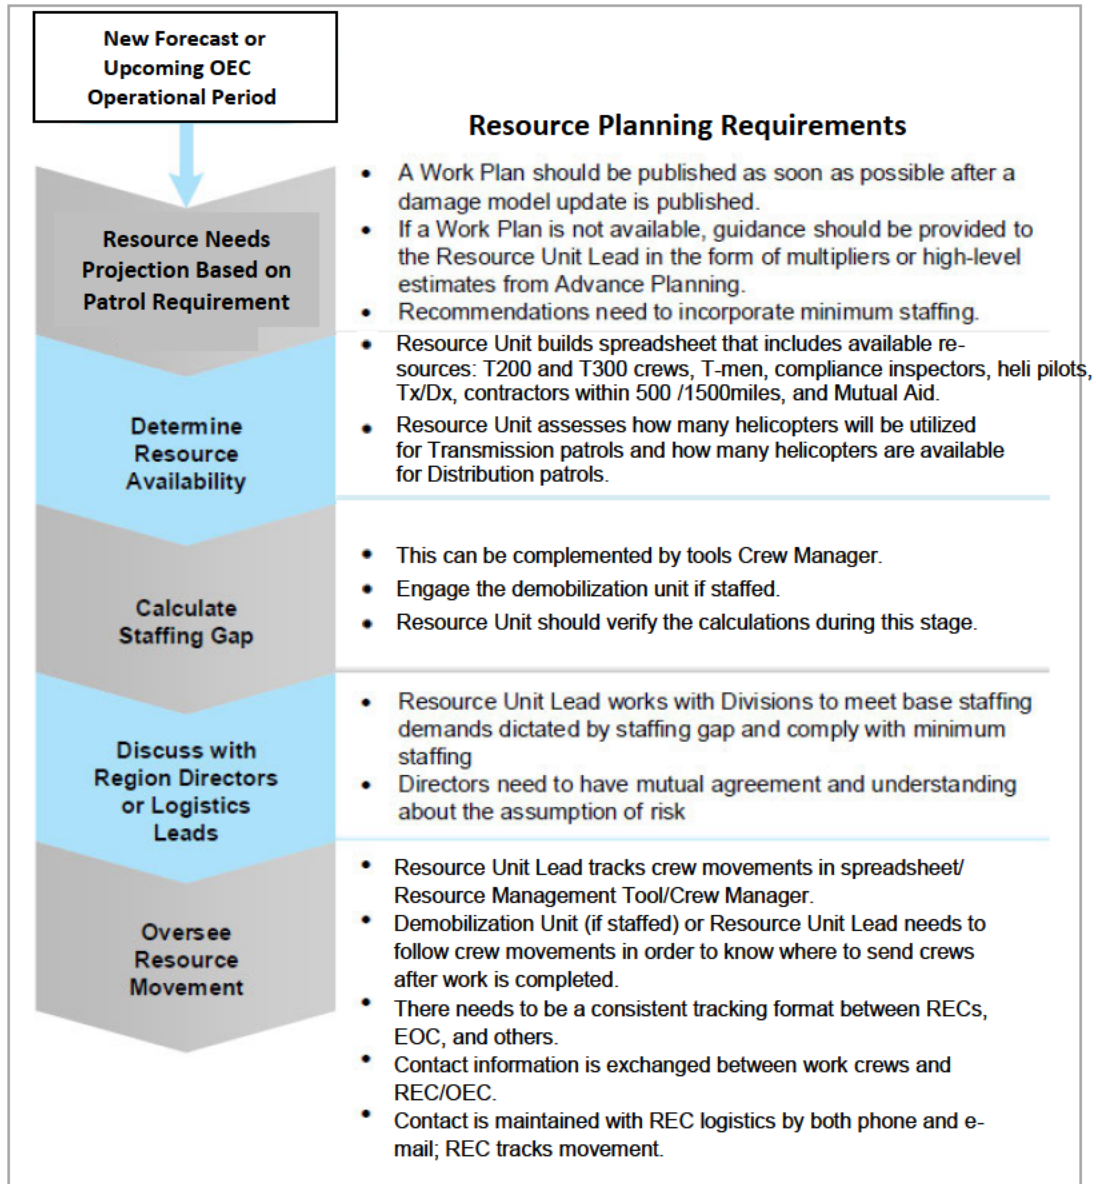 New Forecast or
Upcoming OEC
Operational Period
Resource Planning Requirements
Resource Needs
Projection Based on
Patrol Requirement
• A Work Plan should be published as soon as possible after a
damage model update is published.
• If a Work Plan is not available, guidance should be provided to
the Resource Unit Lead in the form of multipliers or high-level
estimates from Advance Planning.
• Recommendations need to incorporate minimum staffing.
Determine
Resource
Availability
• Resource Unit builds spreadsheet that includes available re-
sources: T200 and T300 crews, T-men, compliance inspectors, heli pilots,
Tx/Dx, contractors within 500 /1500miles, and Mutual Aid.
• Resource Unit assesses how many helicopters will be utilized
for Transmission patrols and how many helicopters are available
for Distribution patrols.
Calculate
Staffing Gap
• This can be complemented by tools Crew Manager.
• Engage the demobilization unit if staffed.
• Resource Unit should verify the calculations during this stage.
Discuss with
Region Directors
or Logistics
Leads
• Resource Unit Lead works with Divisions to meet base staffing
demands dictated by staffing gap and comply with minimum
staffing
• Directors need to have mutual agreement and understanding
about the assumption of risk
Oversee
Resource
Movement
• Resource Unit Lead tracks crew movements in spreadsheet/
Resource Management Tool/Crew Manager.
• Demobilization Unit (if staffed) or Resource Unit Lead needs to
follow crew movements in order to know where to send crews
after work is completed.
• There needs to be a consistent tracking format between RECs,
EOC, and others.
• Contact information is exchanged between work crews and
REC/OEC.
• Contact is maintained with REC logistics by both phone and e-
mail; REC tracks movement.